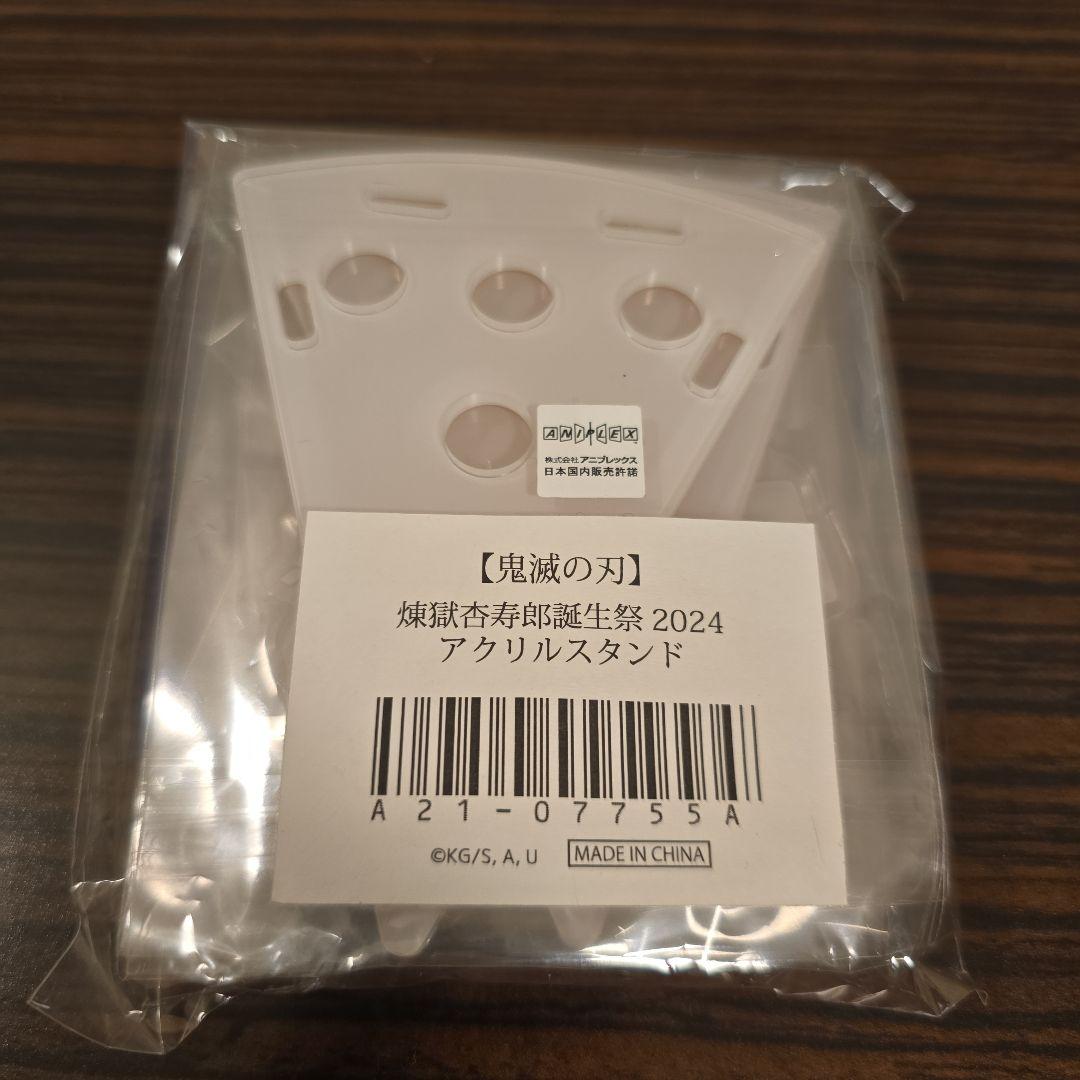 ANIPLEX
株式会社アニプレックス
日本国内販売許諾
【鬼滅の刃】
煉獄杏寿郎誕生祭 2024
アクリルスタンド
A21-07755A
©KG/S, A, U
MADE IN CHINA